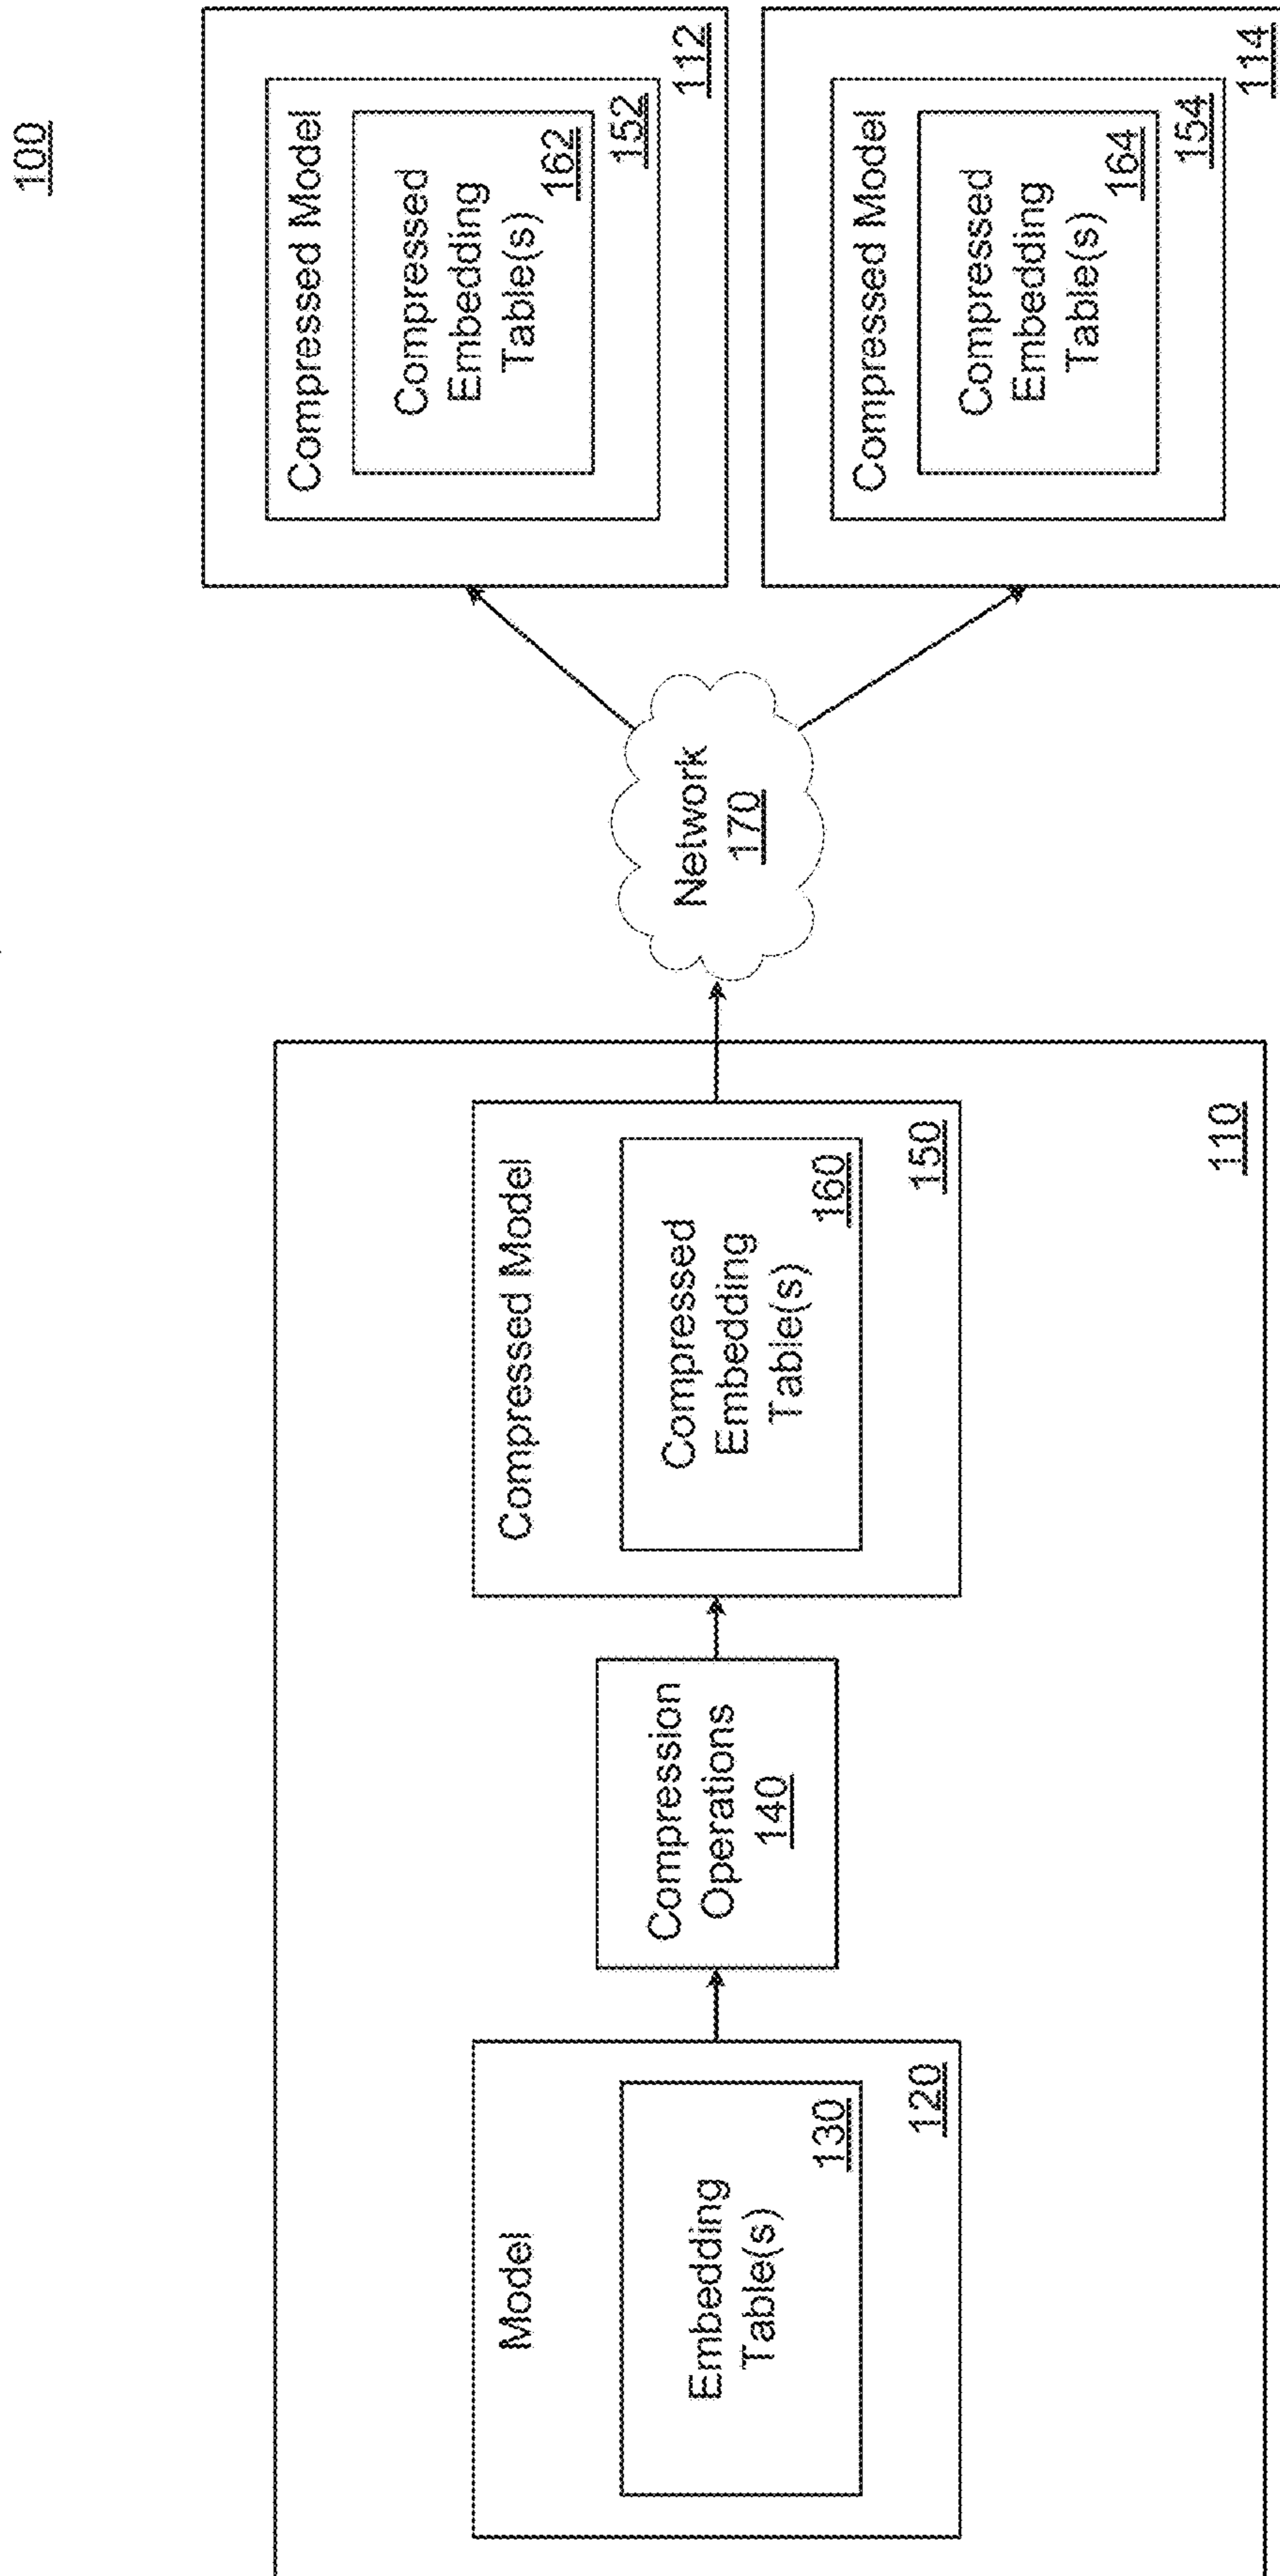 100
Model
Embedding
Table(s)
130
120
Compression
Operations
140
Compressed Model
Compressed
Embedding
Table(s)
160
150
110
Network
170
Compressed Model
Compressed
Embedding
Table(s)
162
152
112
Compressed Model
Compressed
Embedding
Table(s)
164
154
114